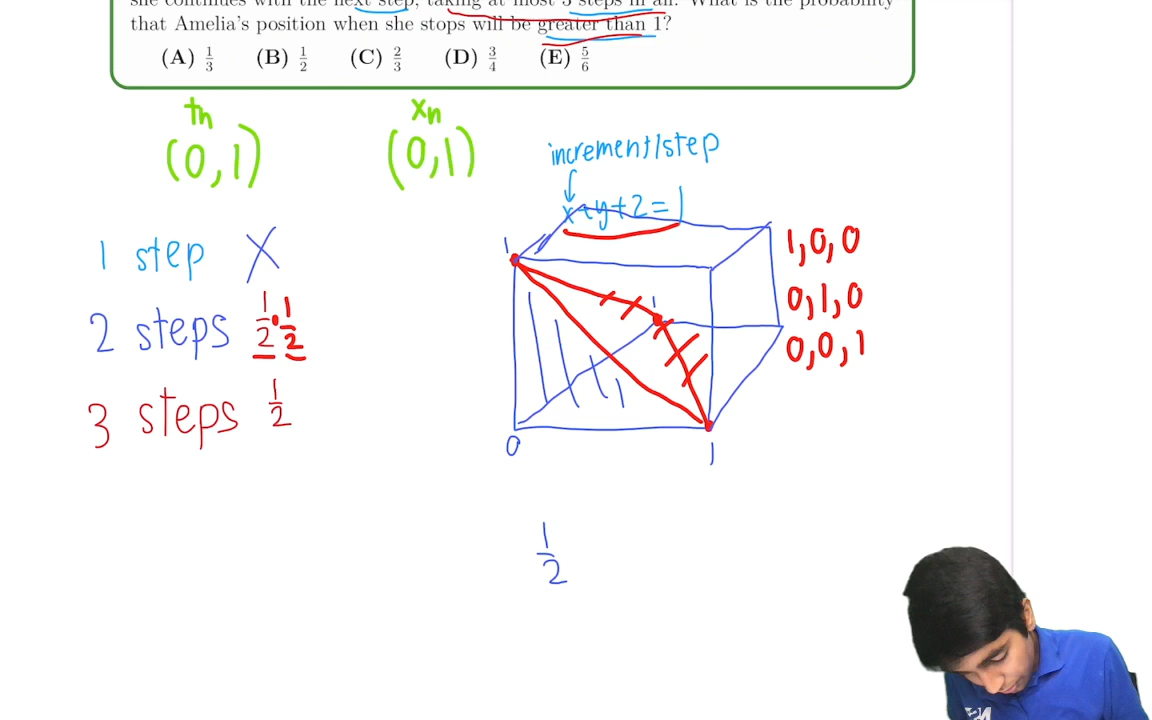 she continues with the next step, taking at most 3 steps in all. What is the probability
that Amelia's position when she stops will be greater than 1?
(A) 1/3 (B) 1/2 (C) 2/3 (D) 3/4 (E) 5/6
tn
(0,1)
xn
(0,1)
increment/step
x+y+2=1
1 step X
2 steps 1/2 · 1/2
3 steps 1/2
1
1
0
1
1,0,0
0,1,0
0,0,1
1/2